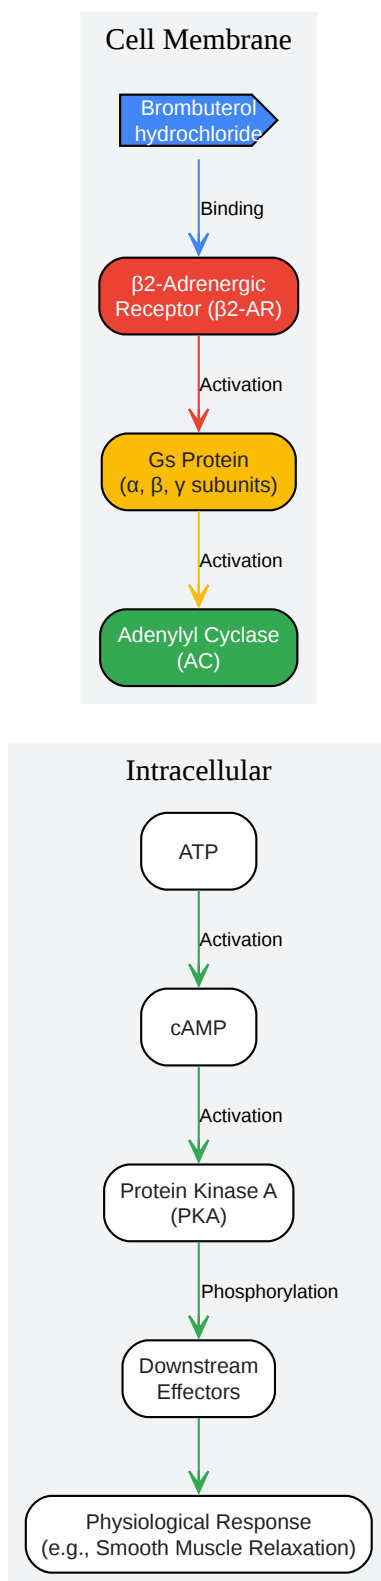 Cell Membrane
Brombuterol
hydrochloride
Binding
β2-Adrenergic
Receptor (β2-AR)
Activation
Gs Protein
(α, β, γ subunits)
Activation
Adenylyl Cyclase
(AC)
Intracellular
ATP
Activation
cAMP
Activation
Protein Kinase A
(PKA)
Phosphorylation
Downstream
Effectors
Physiological Response
(e.g., Smooth Muscle Relaxation)